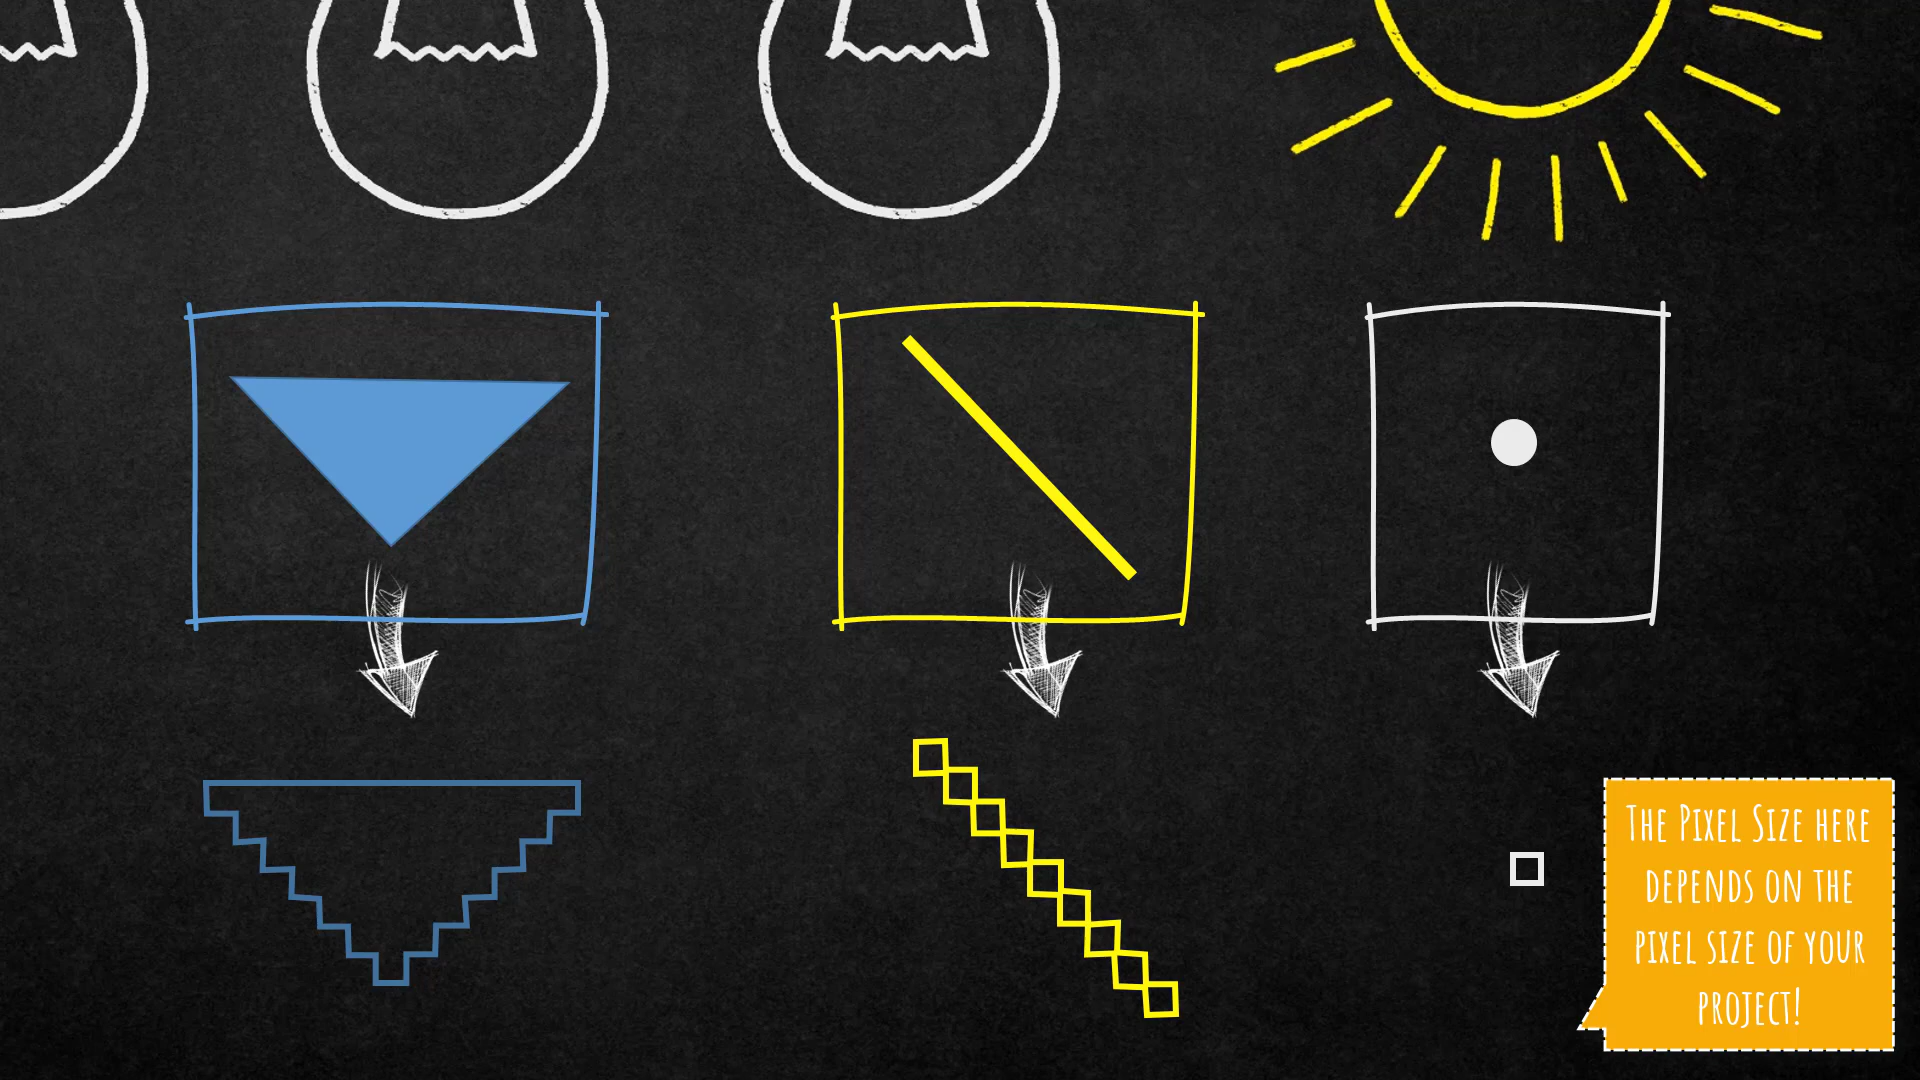 The Pixel Size here
depends on the
pixel size of your
project!